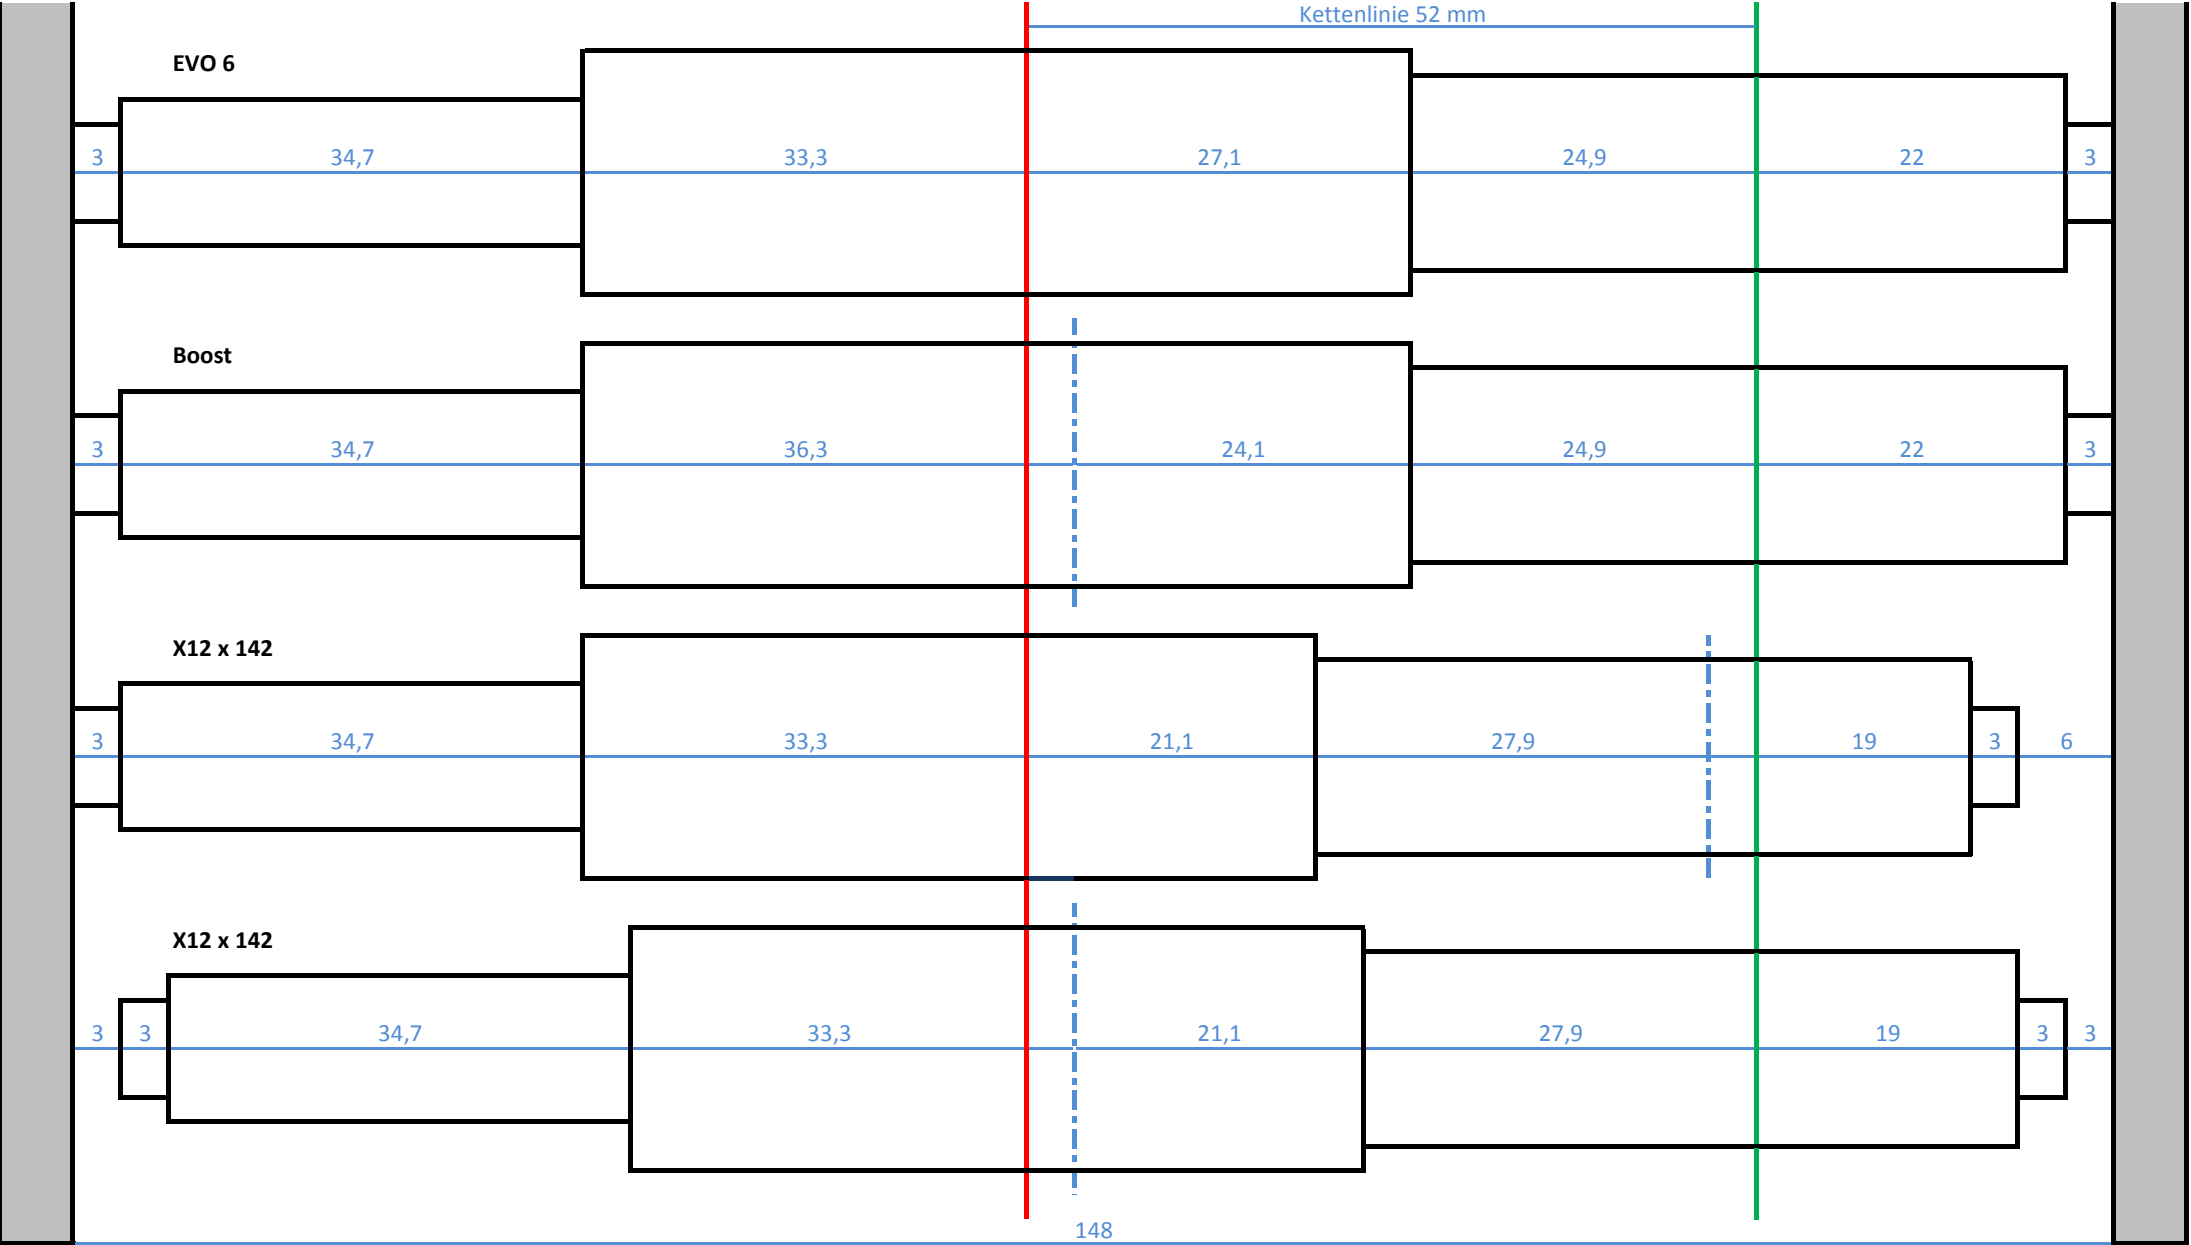 Kettenlinie 52 mm
EVO 6
3 34,7 33,3 27,1 24,9 22 3
Boost
3 34,7 36,3 24,1 24,9 22 3
X12 x 142
3 34,7 33,3 21,1 27,9 19 3 6
X12 x 142
3 3 34,7 33,3 21,1 27,9 19 3 3
148